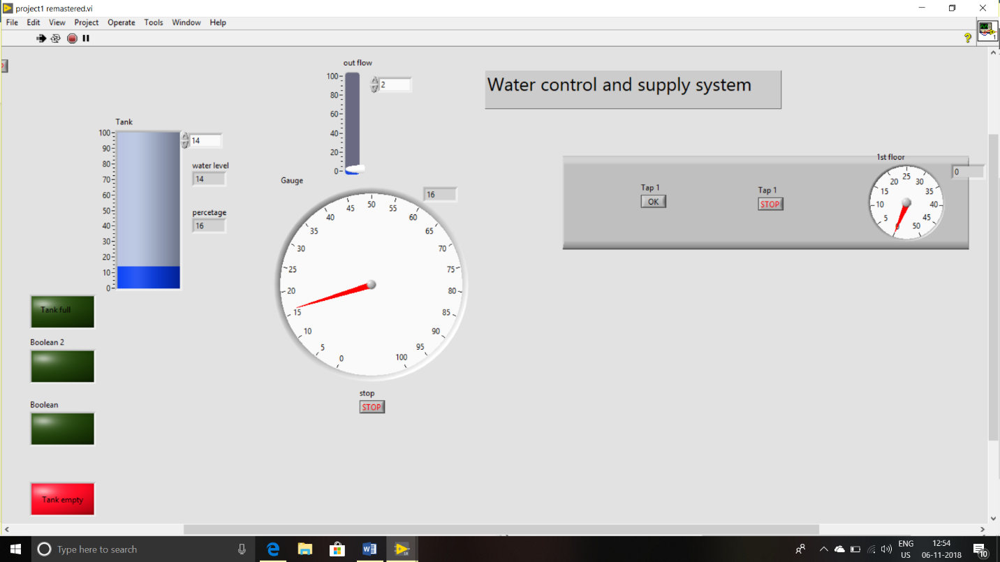 project1 remastered.vi
File Edit View Project Operate Tools Window Help
out flow
100
80
60
40
20
0
2
Water control and supply system
Tank
100
90
80
70
60
50
40
30
20
10
0
14
water level
14
percetage
16
Gauge
16
0
5
10
15
20
25
30
35
40
45
50
55
60
65
70
75
80
85
90
95
100
stop
STOP
1st floor
0
Tap 1
OK
Tap 1
STOP
0
5
10
15
20
25
30
35
40
45
50
Tank full
Boolean 2
Boolean
Tank empty
Type here to search
ENG
US
12:54
06-11-2018
10